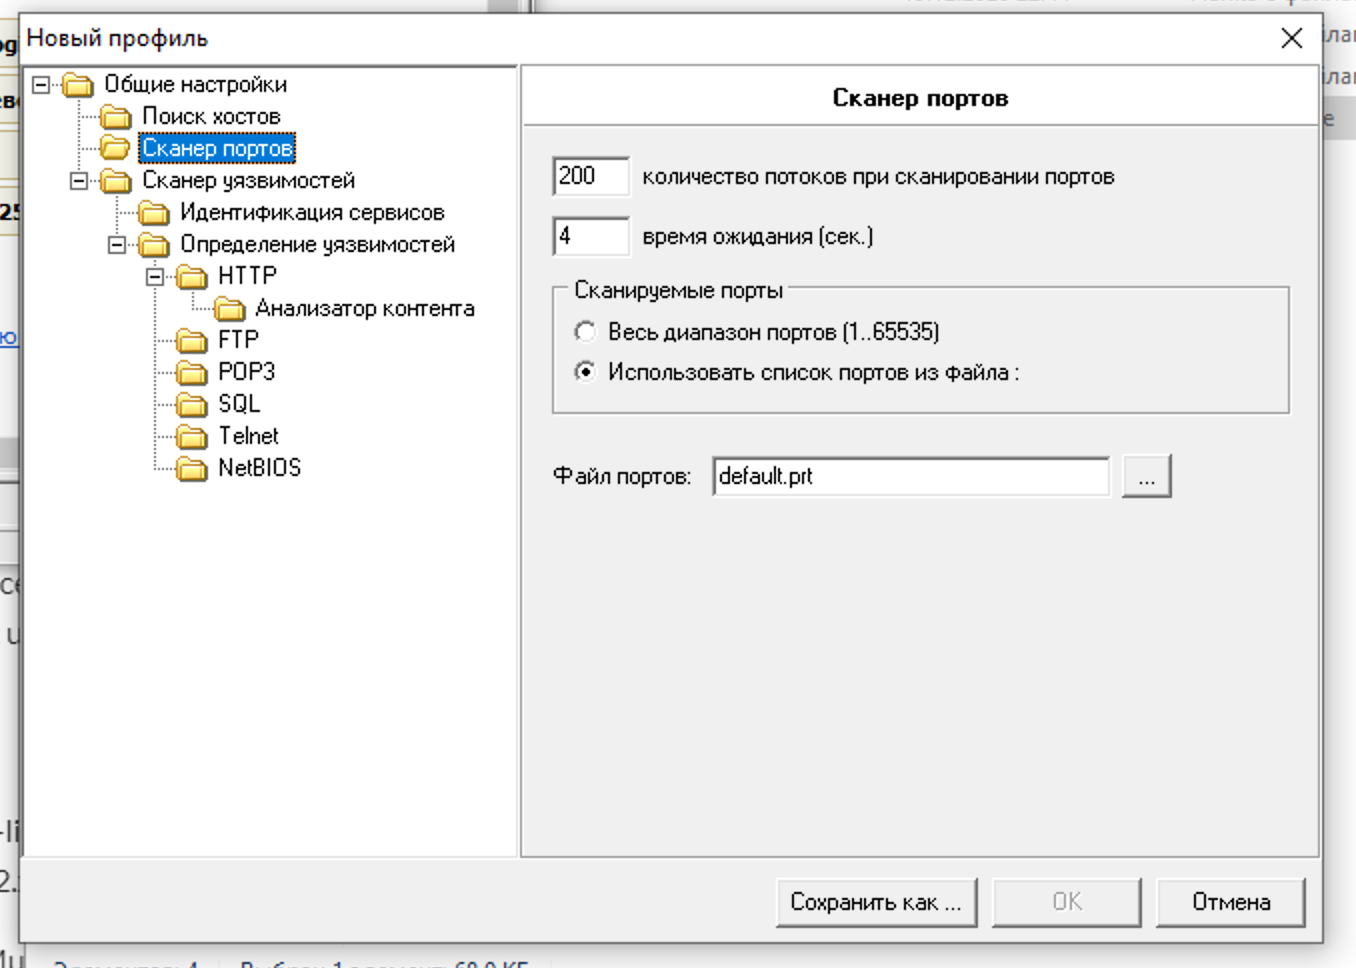 Новый профиль
Общие настройки
Поиск хостов
Сканер портов
Сканер уязвимостей
Идентификация сервисов
Определение уязвимостей
HTTP
Анализатор контента
FTP
POP3
SQL
Telnet
NetBIOS
Сканер портов
200 количество потоков при сканировании портов
4 время ожидания (сек.)
Сканируемые порты
Весь диапазон портов (1..65535)
Использовать список портов из файла :
Файл портов: default.prt ...
Сохранить как ... OK Отмена